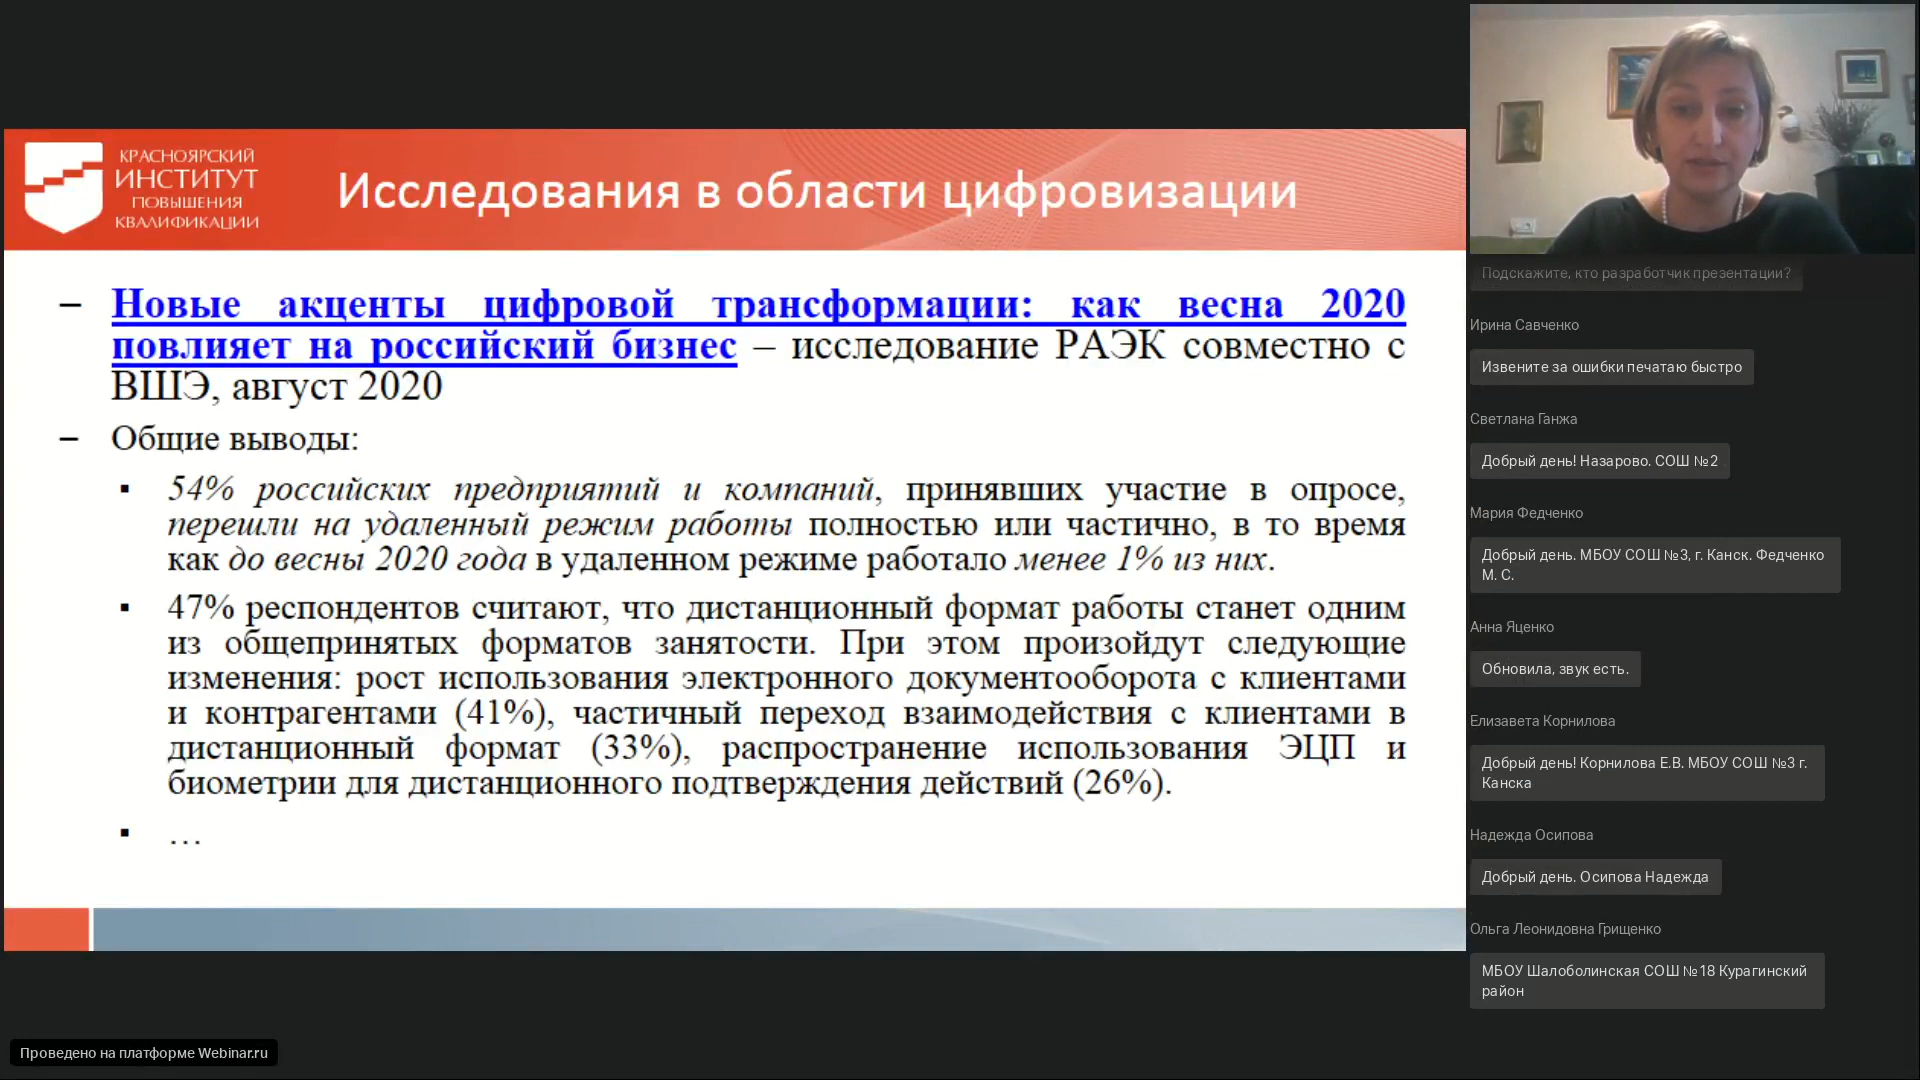 КРАСНОЯРСКИЙ
ИНСТИТУТ
ПОВЫШЕНИЯ
КВАЛИФИКАЦИИ
Исследования в области цифровизации
– Новые акценты цифровой трансформации: как весна 2020
повлияет на российский бизнес – исследование РАЭК совместно с
ВШЭ, август 2020
– Общие выводы:
▪ 54% российских предприятий и компаний, принявших участие в опросе,
перешли на удаленный режим работы полностью или частично, в то время
как до весны 2020 года в удаленном режиме работало менее 1% из них.
▪ 47% респондентов считают, что дистанционный формат работы станет одним
из общепринятых форматов занятости. При этом произойдут следующие
изменения: рост использования электронного документооборота с клиентами
и контрагентами (41%), частичный переход взаимодействия с клиентами в
дистанционный формат (33%), распространение использования ЭЦП и
биометрии для дистанционного подтверждения действий (26%).
▪ …
Подскажите, кто разработчик презентации?
Ирина Савченко
Извените за ошибки печатаю быстро
Светлана Ганжа
Добрый день! Назарово. СОШ №2
Мария Федченко
Добрый день. МБОУ СОШ №3, г. Канск. Федченко
М. С.
Анна Яценко
Обновила, звук есть.
Елизавета Корнилова
Добрый день! Корнилова Е.В. МБОУ СОШ №3 г.
Канска
Надежда Осипова
Добрый день. Осипова Надежда
Ольга Леонидовна Грищенко
МБОУ Шалоболинская СОШ №18 Курагинский
район
Проведено на платформе Webinar.ru